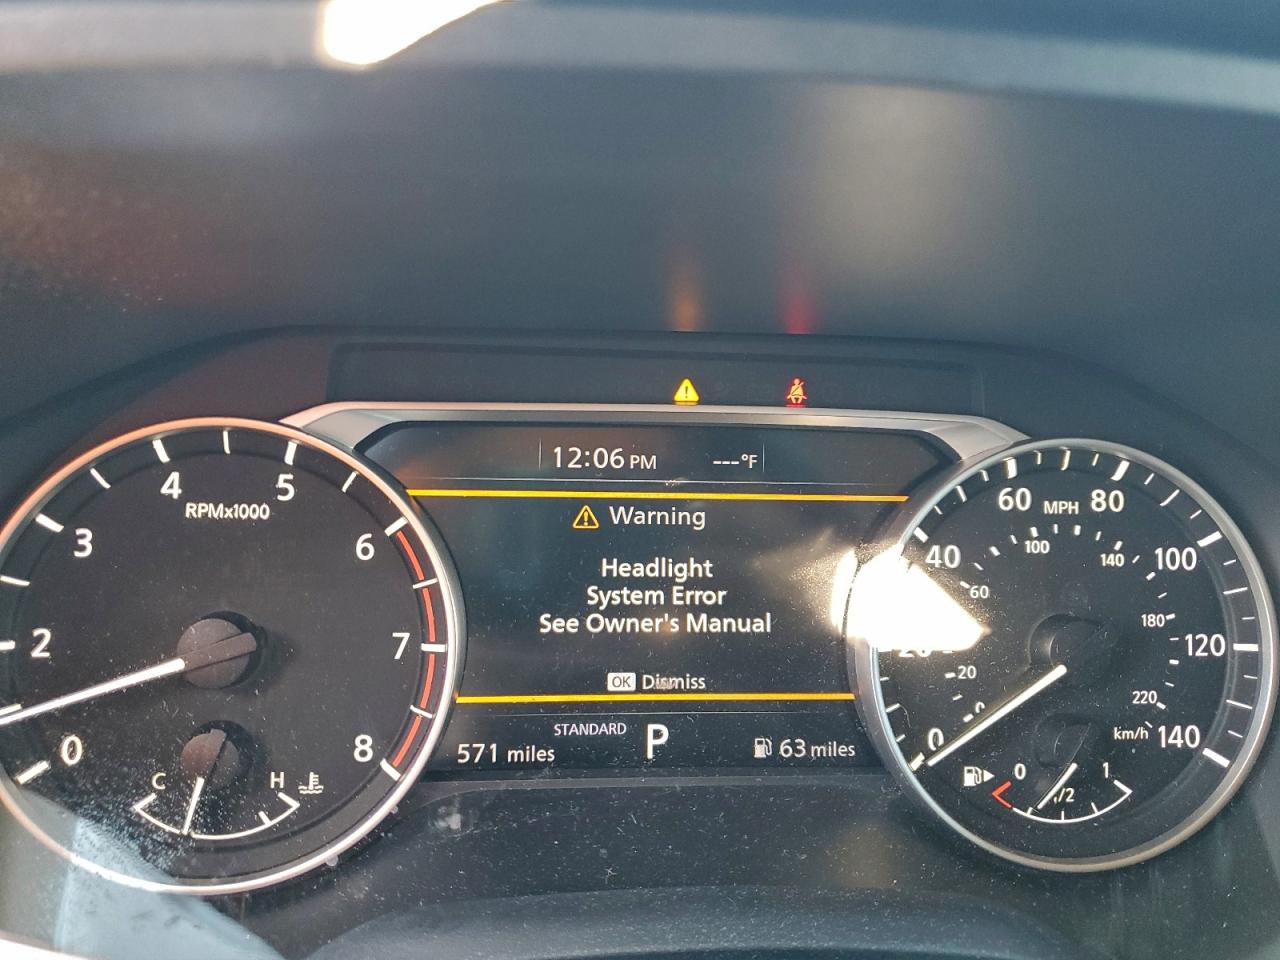 12:06 PM ---°F
Warning
Headlight
System Error
See Owner's Manual
OK Dismiss
STANDARD
571 miles P 63 miles
RPMx1000
0 2 3 4 5 6 7 8
C H
MPH
0 40 60 80 100 120 140
0 20 60 100 140 180 220
km/h
0 1/2 1